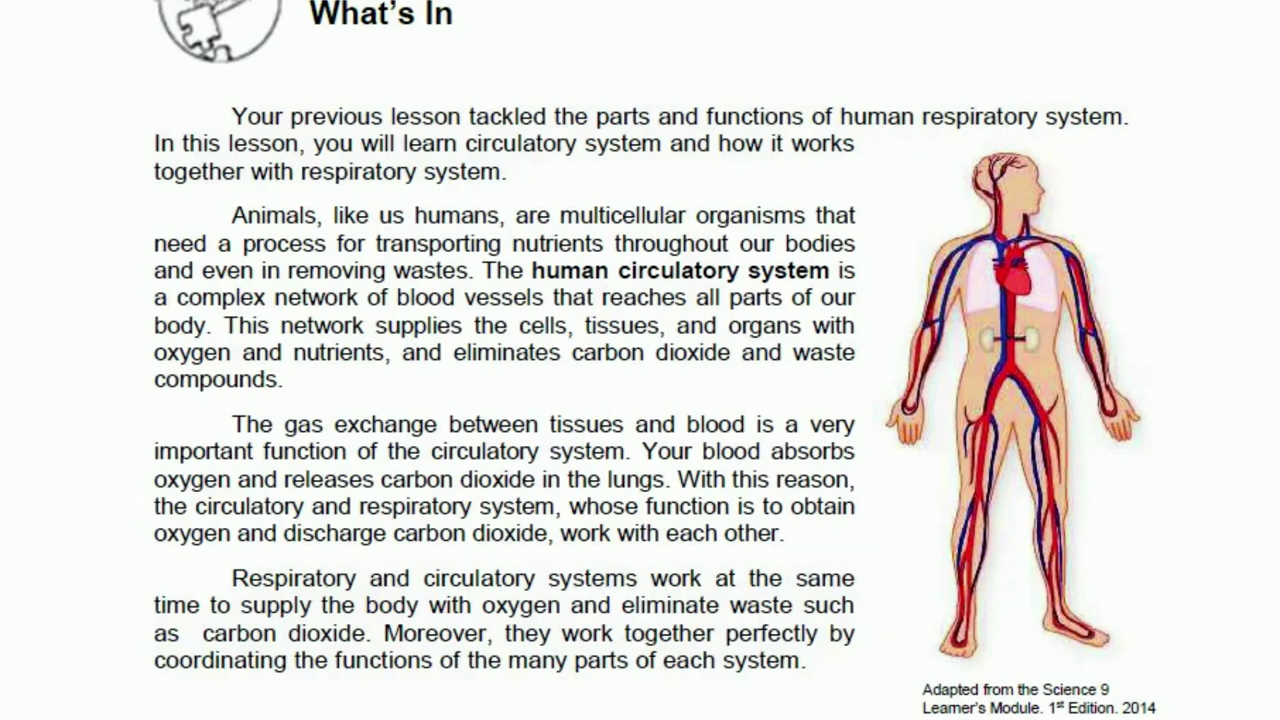 What's In
Your previous lesson tackled the parts and functions of human respiratory system.
In this lesson, you will learn circulatory system and how it works
together with respiratory system.
Animals, like us humans, are multicellular organisms that
need a process for transporting nutrients throughout our bodies
and even in removing wastes. The human circulatory system is
a complex network of blood vessels that reaches all parts of our
body. This network supplies the cells, tissues, and organs with
oxygen and nutrients, and eliminates carbon dioxide and waste
compounds.
The gas exchange between tissues and blood is a very
important function of the circulatory system. Your blood absorbs
oxygen and releases carbon dioxide in the lungs. With this reason,
the circulatory and respiratory system, whose function is to obtain
oxygen and discharge carbon dioxide, work with each other.
Respiratory and circulatory systems work at the same
time to supply the body with oxygen and eliminate waste such
as carbon dioxide. Moreover, they work together perfectly by
coordinating the functions of the many parts of each system.
Adapted from the Science 9
Learner's Module. 1st Edition. 2014